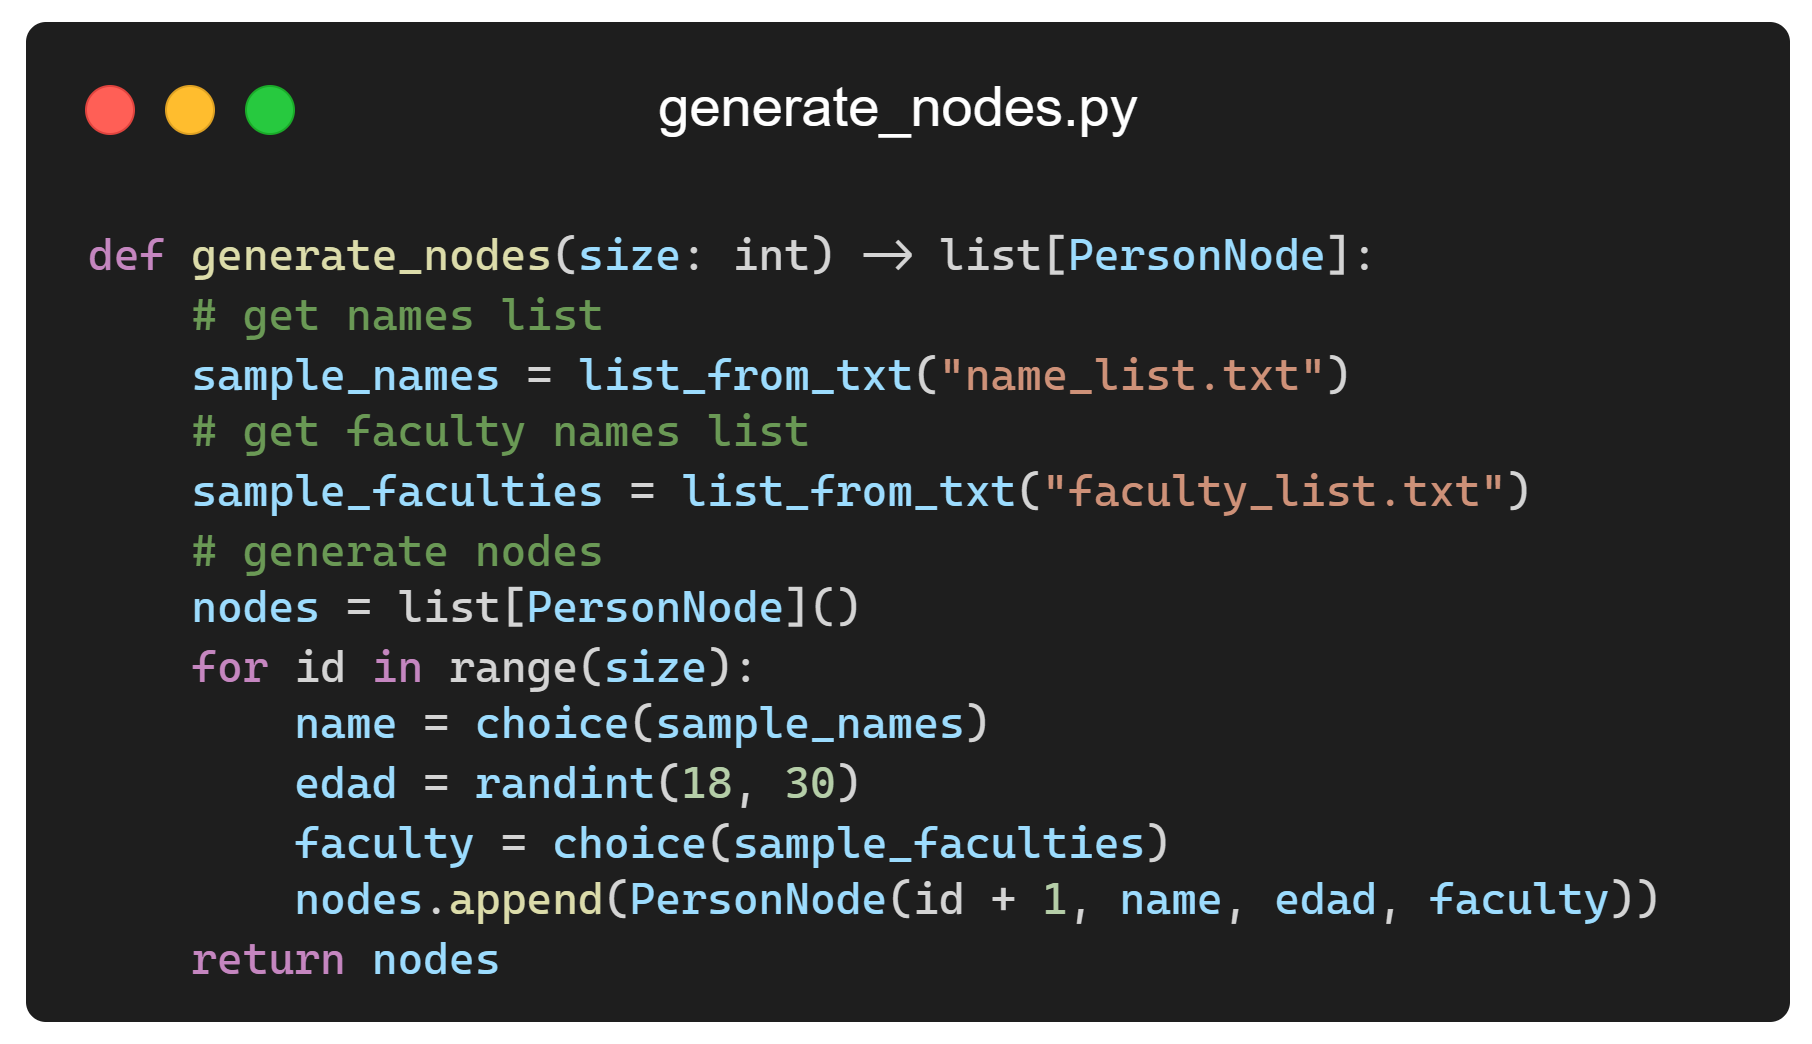 generate_nodes.py
def generate_nodes(size: int) -> list[PersonNode]:
    # get names list
    sample_names = list_from_txt("name_list.txt")
    # get faculty names list
    sample_faculties = list_from_txt("faculty_list.txt")
    # generate nodes
    nodes = list[PersonNode]()
    for id in range(size):
        name = choice(sample_names)
        edad = randint(18, 30)
        faculty = choice(sample_faculties)
        nodes.append(PersonNode(id + 1, name, edad, faculty))
    return nodes